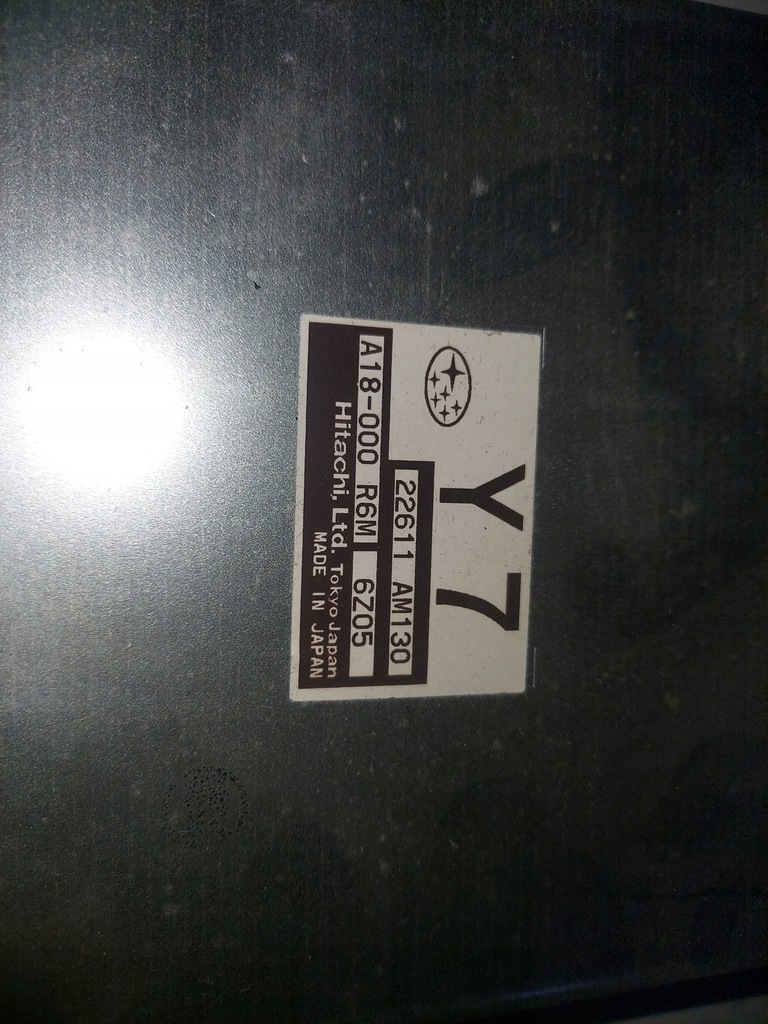 Y7
22611 AM130
A18-000 R6M 6Z05
Hitachi, Ltd. Tokyo Japan
MADE IN JAPAN